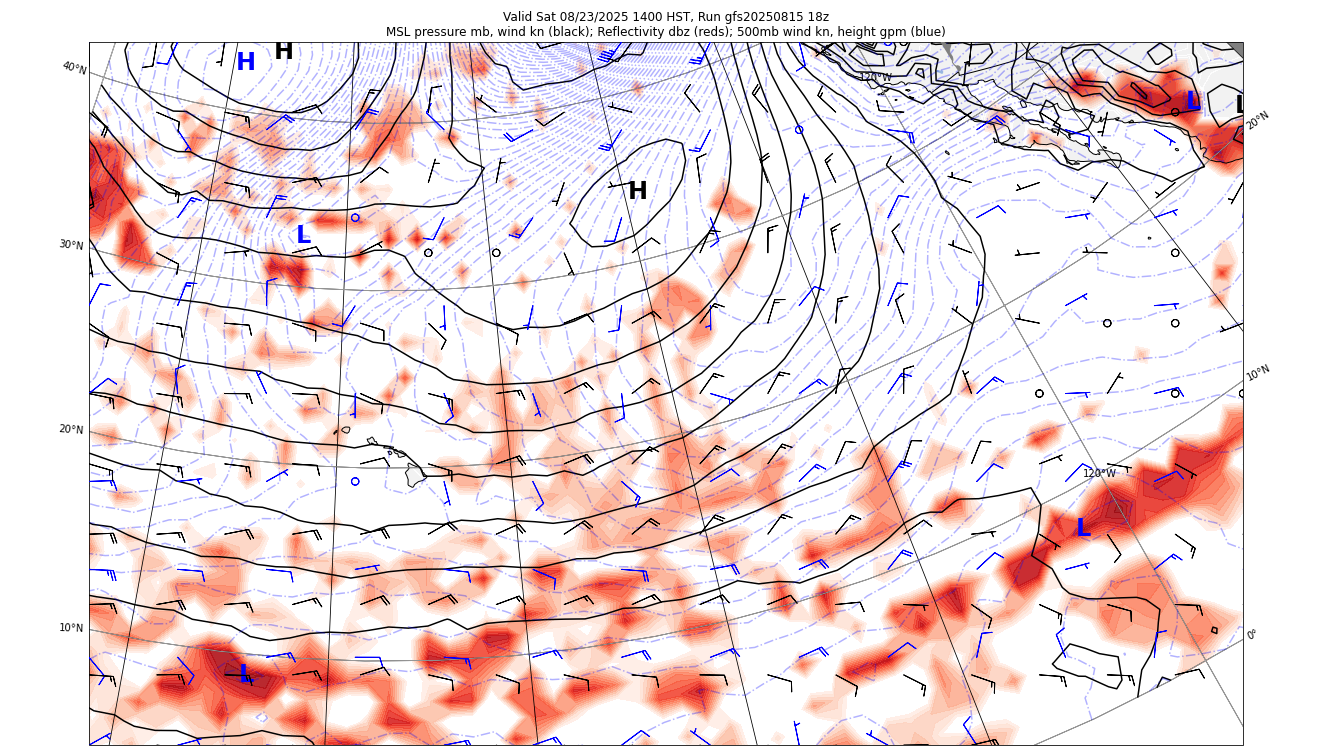 Valid Sat 08/23/2025 1400 HST, Run gfs20250815 18z
MSL pressure mb, wind kn (black); Reflectivity dbz (reds); 500mb wind kn, height gpm (blue)
H
H
40°N
120°W
L
L
20°N
H
L
30°N
10°N
20°N
120°W
L
10°N
0°
L